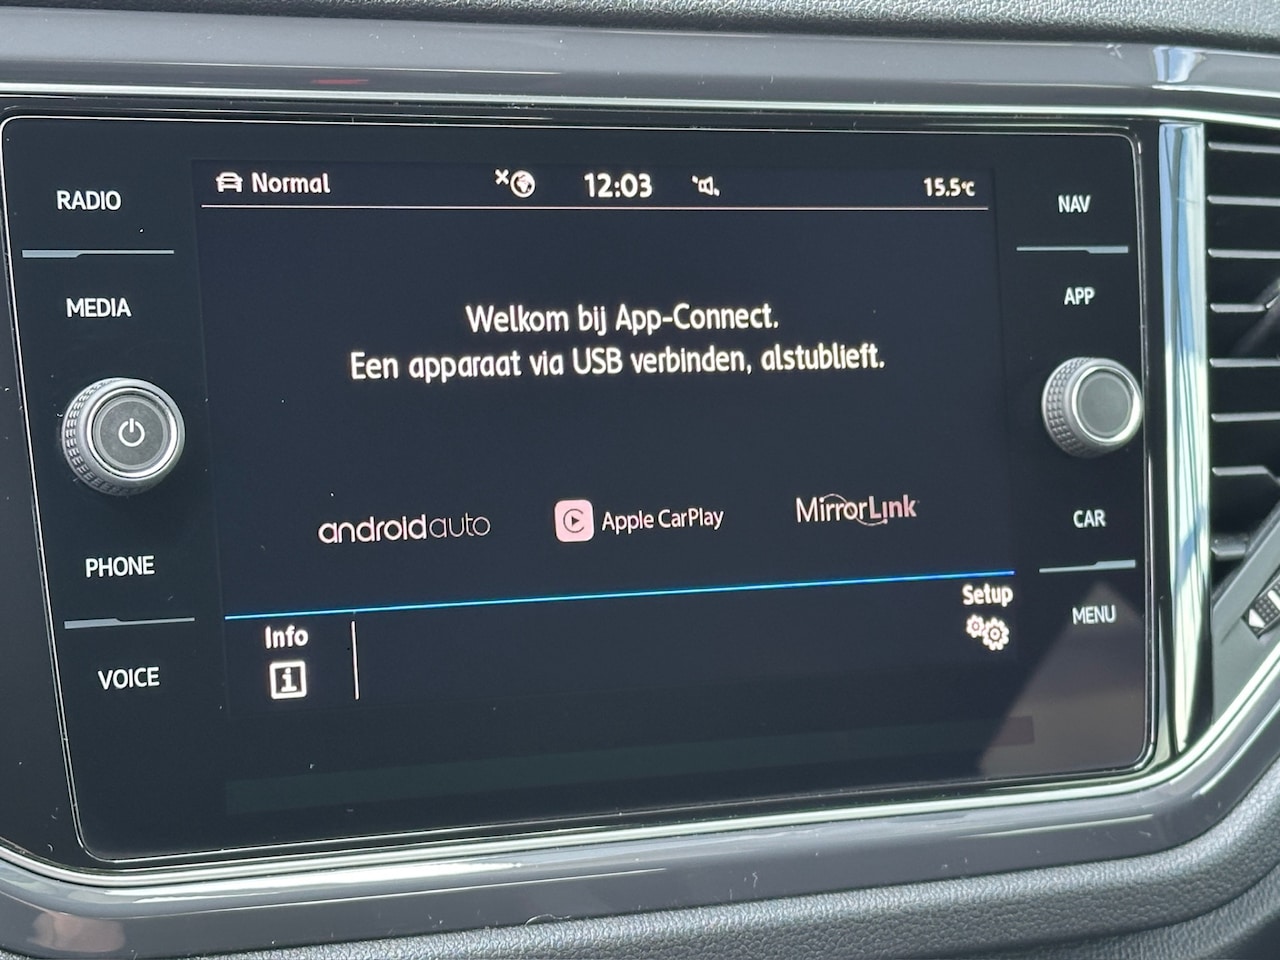 RADIO
MEDIA
PHONE
VOICE
Normal
12:03
15.5°C
Welkom bij App-Connect.
Een apparaat via USB verbinden, alstublieft.
androidauto
Apple CarPlay
MirrorLink
Info
Setup
NAV
APP
CAR
MENU